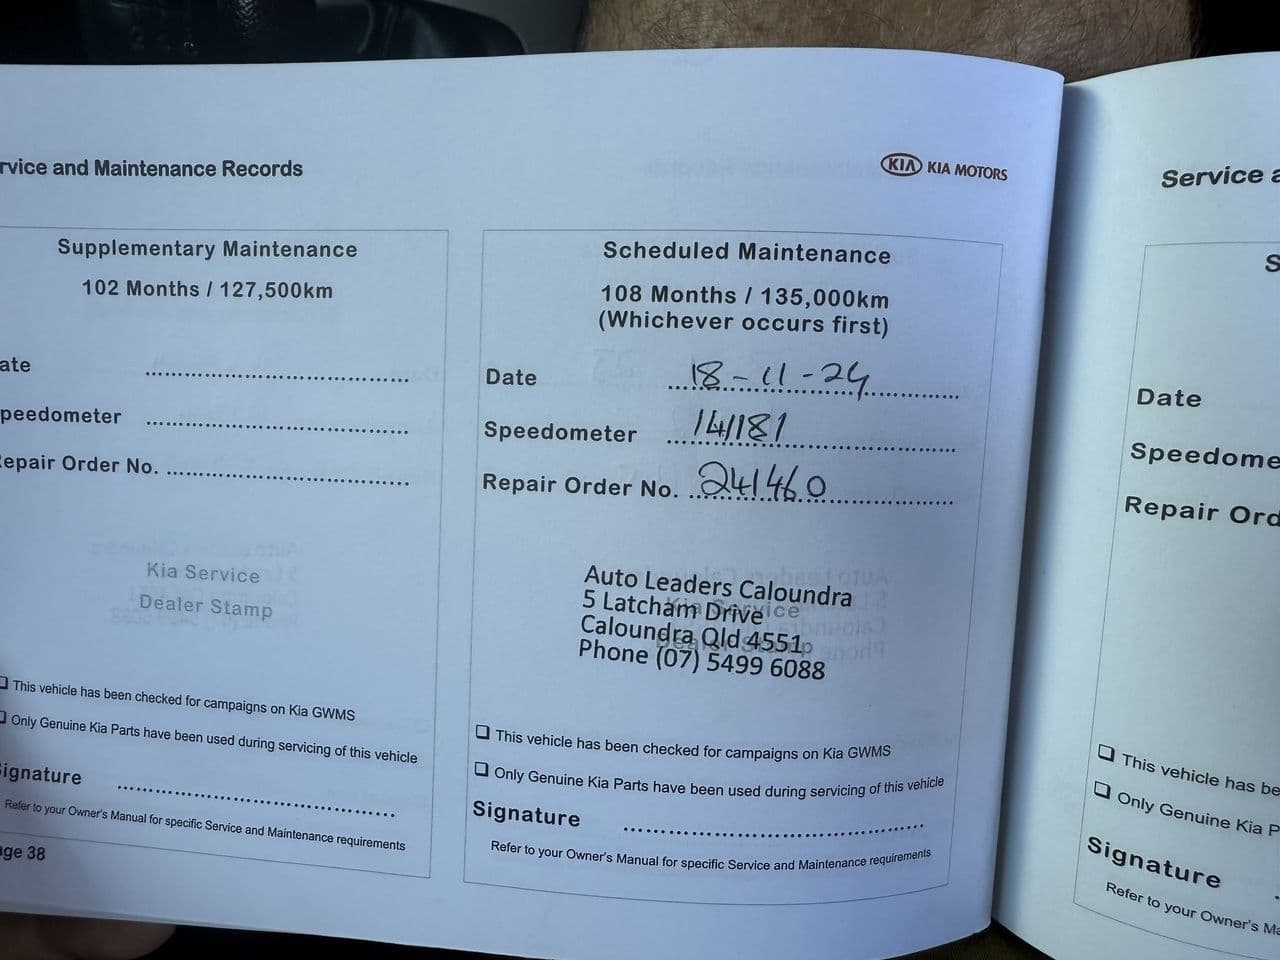 rvice and Maintenance Records
KIA KIA MOTORS
Supplementary Maintenance
102 Months / 127,500km
ate
peedometer
epair Order No.
Kia Service
Dealer Stamp
This vehicle has been checked for campaigns on Kia GWMS
Only Genuine Kia Parts have been used during servicing of this vehicle
ignature
Refer to your Owner's Manual for specific Service and Maintenance requirements
age 38
Scheduled Maintenance
108 Months / 135,000km
(Whichever occurs first)
Date 18-11-24
Speedometer 141181
Repair Order No. 241460
Auto Leaders Caloundra
5 Latcham Drive
Caloundra Qld 4551
Phone (07) 5499 6088
Kia Service
Dealer Stamp
This vehicle has been checked for campaigns on Kia GWMS
Only Genuine Kia Parts have been used during servicing of this vehicle
Signature
Refer to your Owner's Manual for specific Service and Maintenance requirements
Service a
S
Date
Speedome
Repair Ord
This vehicle has be
Only Genuine Kia P
Signature
Refer to your Owner's Ma